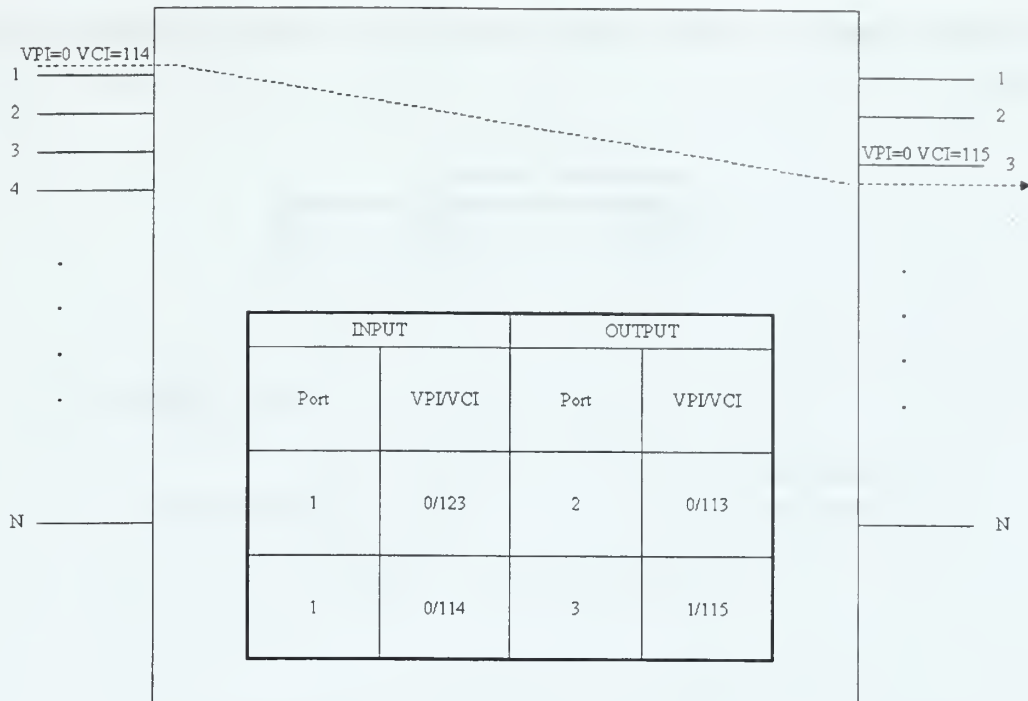 VPI=0 VCI=114
1
2
3
4
N
1
2
VPI=0 VCI=115 3
N
INPUT OUTPUT
Port VPI/VCI Port VPI/VCI
1 0/123 2 0/113
1 0/114 3 1/115